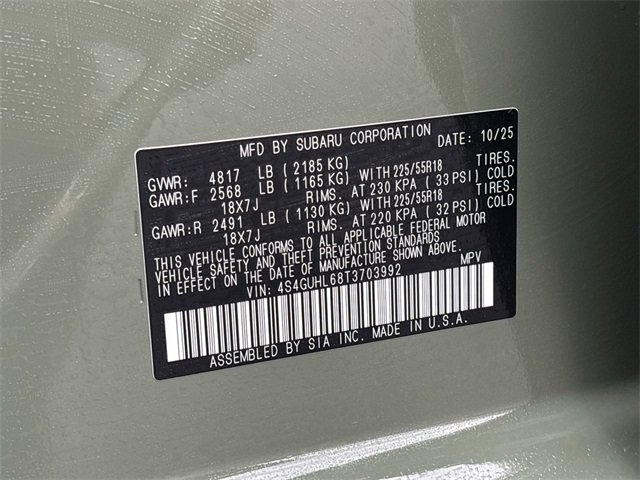 MFD BY SUBARU CORPORATION DATE: 10/25
GVWR: 4817 LB (2185 KG)
GAWR:F 2568 LB (1165 KG) WITH 225/55R18 TIRES.
18X7J RIMS. AT 230 KPA (33 PSI) COLD
GAWR:R 2491 LB (1130 KG) WITH 225/55R18 TIRES.
18X7J RIMS. AT 220 KPA (32 PSI) COLD
THIS VEHICLE CONFORMS TO ALL APPLICABLE FEDERAL MOTOR
VEHICLE SAFETY AND THEFT PREVENTION STANDARDS
IN EFFECT ON THE DATE OF MANUFACTURE SHOWN ABOVE.
VIN: 4S4GUHL68T3703992 MPV
ASSEMBLED BY SIA INC. MADE IN U.S.A.